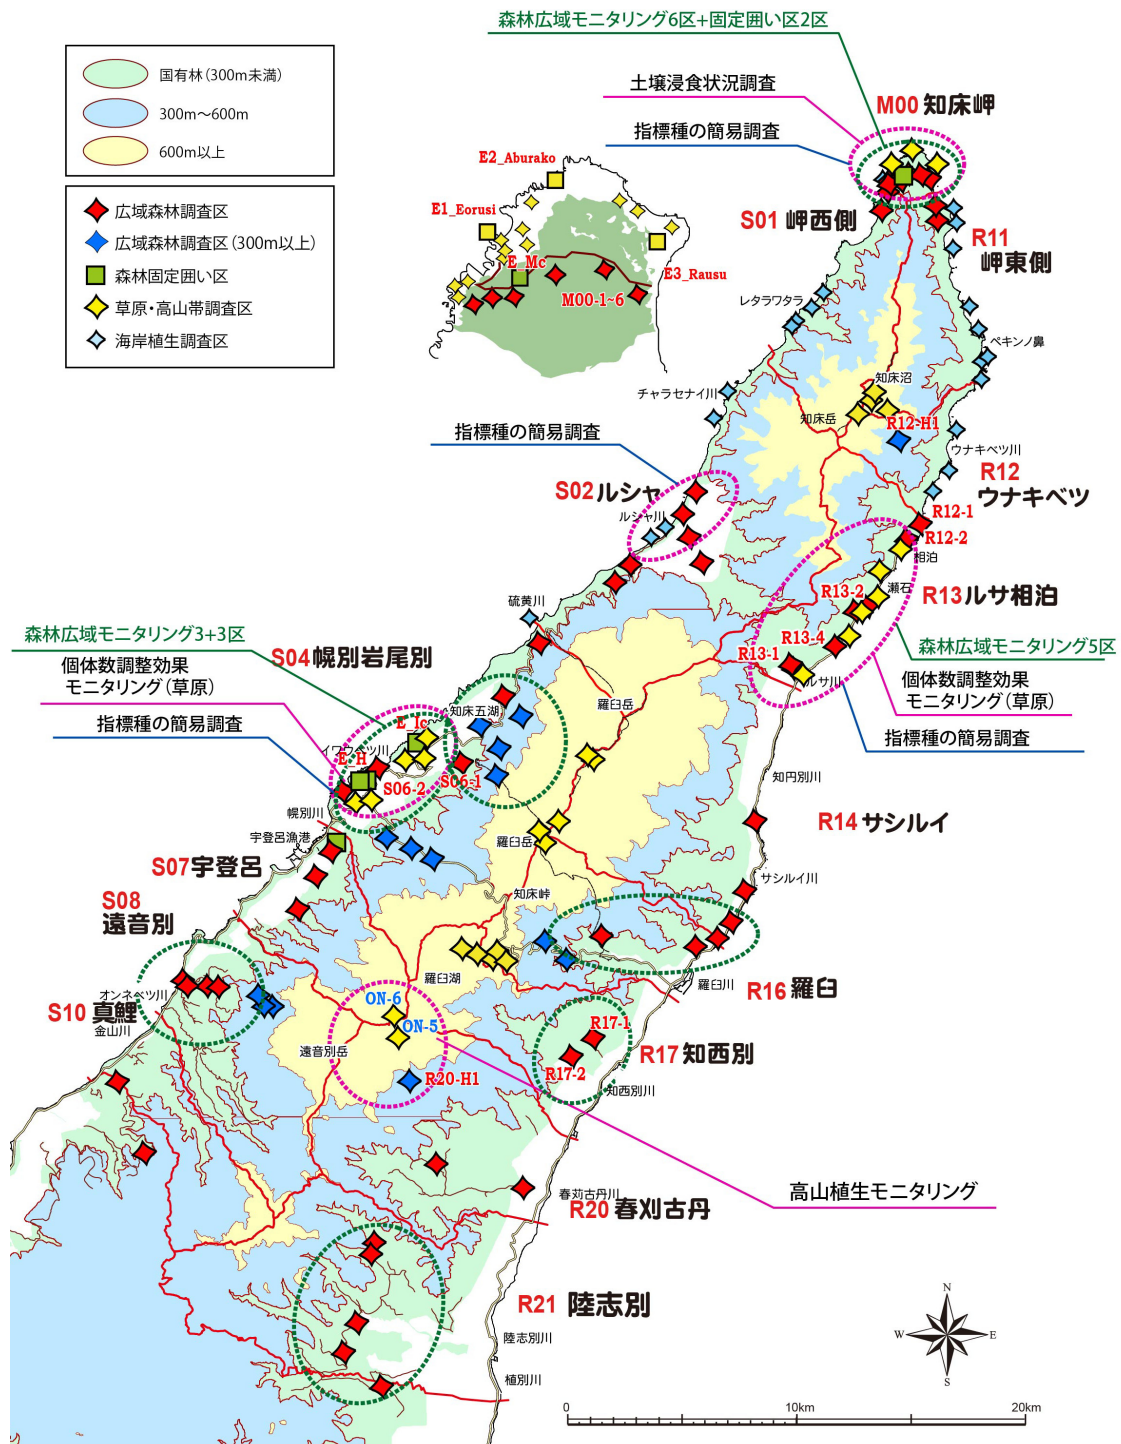 森林広域モニタリング6区+固定囲い区2区
国有林(300m未満)
300m〜600m
600m以上
広域森林調査区
広域森林調査区(300m以上)
森林固定囲い区
草原・高山帯調査区
海岸植生調査区
土壌浸食状況調査
指標種の簡易調査
M00 知床岬
E2_Aburako
E1_Eorusi
E_Mc
E3_Rausu
M00-1~6
S01 岬西側
R11
岬東側
レタラワタラ
ペキンノ鼻
チャラセナイ川
知床沼
知床岳
R12-H1
指標種の簡易調査
ウナキベツ川
R12
ウナキベツ
S02 ルシャ
ルシャ川
R12-1
R12-2
相泊
瀬石
R13-2
R13 ルサ相泊
硫黄川
R13-4
R13-1
ルサ川
森林広域モニタリング5区
個体数調整効果
モニタリング(草原)
指標種の簡易調査
森林広域モニタリング3+3区
S04 幌別岩尾別
個体数調整効果
モニタリング(草原)
指標種の簡易調査
知床五湖
羅臼岳
E_Ic
イワウベツ川
E_H
S06-1
S06-2
知円別川
幌別川
宇登呂漁港
羅臼岳
R14 サシルイ
S07 宇登呂
サシルイ川
知床峠
S08
遠音別
羅臼湖
羅臼川
R16 羅臼
オンネベツ川
S10 真鯉
金山川
ON-6
ON-5
遠音別岳
R20-H1
R17-1
R17-2
R17 知西別
知西別川
高山植生モニタリング
春刈古丹川
R20 春刈古丹
R21 陸志別
陸志別川
植別川
N
W
E
S
0
10km
20km